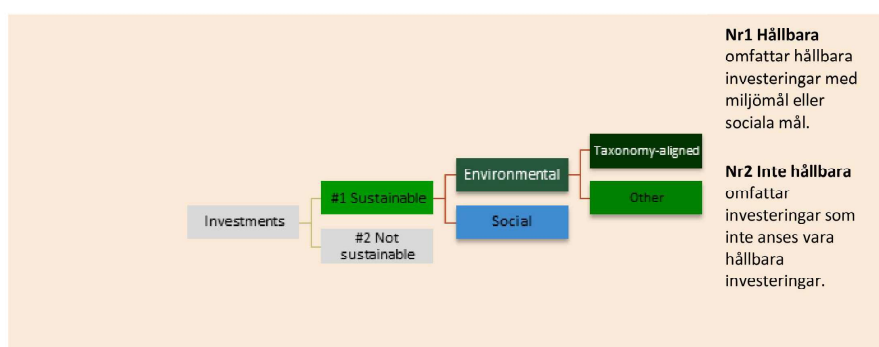 Investments
#1 Sustainable
#2 Not
sustainable
Environmental
Social
Taxonomy-aligned
Other
Nr1 Hållbara
omfattar hållbara
investeringar med
miljömål eller
sociala mål.
Nr2 Inte hållbara
omfattar
investeringar som
inte anses vara
hållbara
investeringar.